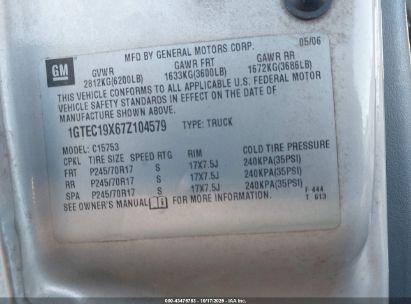 MFD BY GENERAL MOTORS CORP. 05/06
GM
GVWR GAWR FRT GAWR RR
2812KG(6200LB) 1633KG(3600LB) 1672KG(3686LB)
THIS VEHICLE CONFORMS TO ALL APPLICABLE U.S. FEDERAL MOTOR
VEHICLE SAFETY STANDARDS IN EFFECT ON THE DATE OF
MANUFACTURE SHOWN ABOVE.
1GTEC19X67Z104579 TYPE: TRUCK
MODEL: C15753
CPKL TIRE SIZE SPEED RTG RIM COLD TIRE PRESSURE
FRT P245/70R17 S 17X7.5J 240KPA(35PSI)
RR P245/70R17 S 17X7.5J 240KPA(35PSI)
SPA P245/70R17 S 17X7.5J 240KPA(35PSI)
SEE OWNER'S MANUAL FOR ADDITIONAL INFORMATION.
F 444
T 613